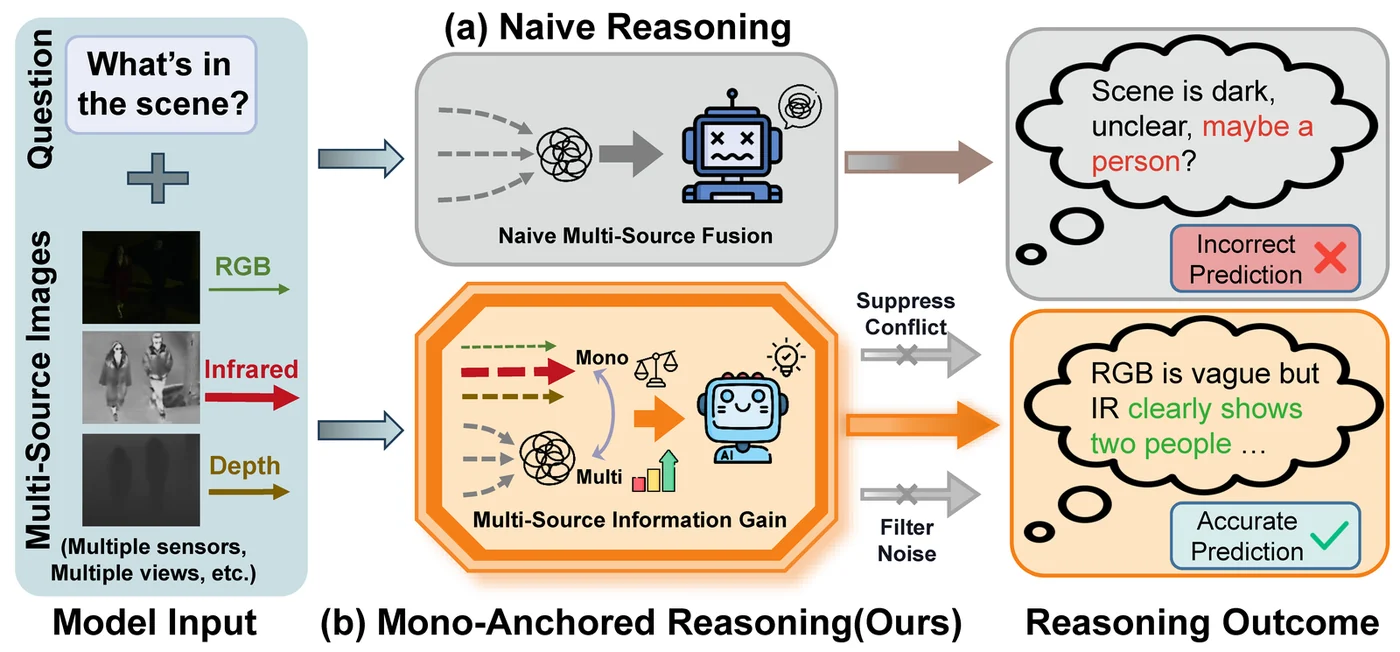 Question
What's in
the scene?
Multi-Source Images
RGB
Infrared
Depth
(Multiple sensors,
Multiple views, etc.)
Model Input
(a) Naive Reasoning
Naive Multi-Source Fusion
Mono
Multi
AI
Multi-Source Information Gain
(b) Mono-Anchored Reasoning(Ours)
Suppress
Conflict
Filter
Noise
Scene is dark,
unclear, maybe a
person?
Incorrect
Prediction
RGB is vague but
IR clearly shows
two people ...
Accurate
Prediction
Reasoning Outcome